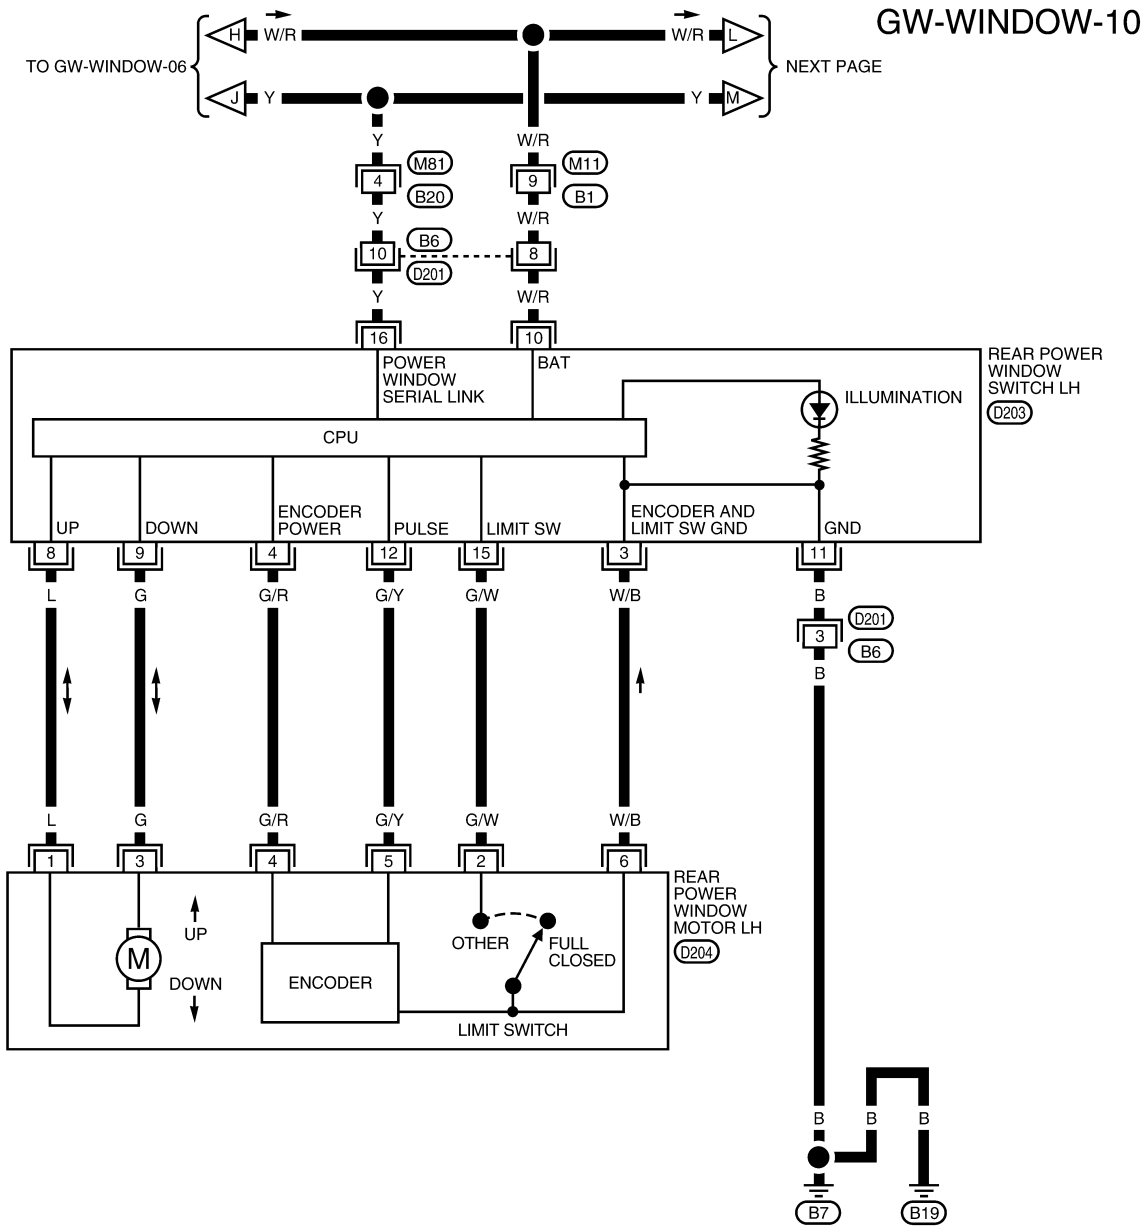 GW-WINDOW-10
H W/R W/R L
TO GW-WINDOW-06 NEXT PAGE
J Y Y M
Y W/R
M81 M11
4 9
B20 B1
Y W/R
B6
10 8
D201
Y W/R
16 10
POWER
WINDOW
SERIAL LINK
BAT
REAR POWER
WINDOW
SWITCH LH
D203
ILLUMINATION
CPU
UP
DOWN
ENCODER
POWER
PULSE
LIMIT SW
ENCODER AND
LIMIT SW GND
GND
8 9 4 12 15 3 11
L G G/R G/Y G/W W/B B
D201
3
B6
B
L G G/R G/Y G/W W/B
1 3 4 5 2 6
REAR
POWER
WINDOW
MOTOR LH
D204
UP
M
DOWN
ENCODER
OTHER
FULL
CLOSED
LIMIT SWITCH
B B B
B7 B19